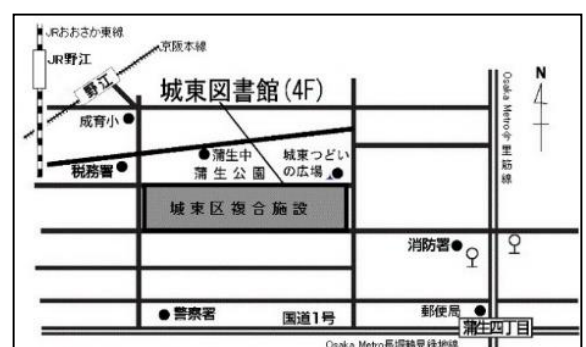 JRおおさか東線
JR野江
京阪本線
野江
城東図書館(4F)
成育小
税務署
蒲生中
蒲生公園
城東つどい
の広場
城東区複合施設
Osaka Metro今里筋線
N
消防署
警察署
国道1号
郵便局
蒲生四丁目
Osaka Metro長堀鶴見緑地線